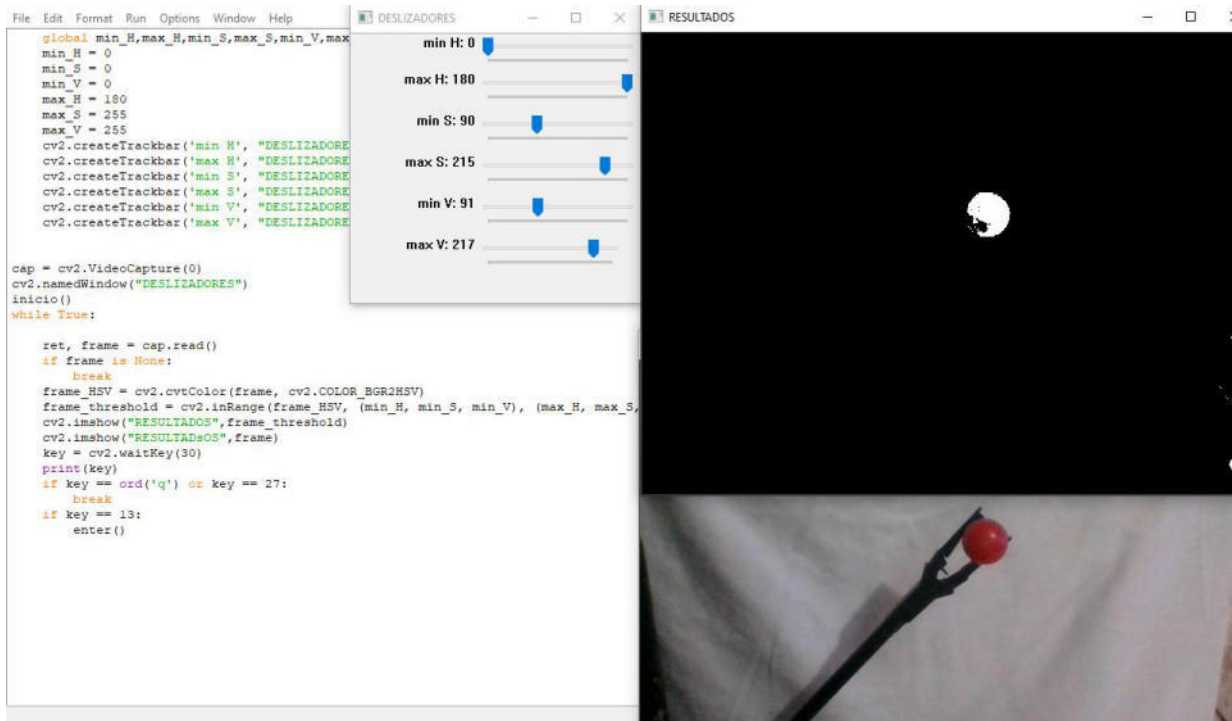 File Edit Format Run Options Window Help
global min_H,max_H,min_S,max_S,min_V,max
min_H = 0
min_S = 0
min_V = 0
max_H = 180
max_S = 255
max_V = 255
cv2.createTrackbar('min H', "DESLIZADORE
cv2.createTrackbar('max H', "DESLIZADORE
cv2.createTrackbar('min S', "DESLIZADORE
cv2.createTrackbar('max S', "DESLIZADORE
cv2.createTrackbar('min V', "DESLIZADORE
cv2.createTrackbar('max V', "DESLIZADORE
cap = cv2.VideoCapture(0)
cv2.namedWindow("DESLIZADORES")
inicio()
while True:
ret, frame = cap.read()
if frame is None:
break
frame_HSV = cv2.cvtColor(frame, cv2.COLOR_BGR2HSV)
frame_threshold = cv2.inRange(frame_HSV, (min_H, min_S, min_V), (max_H, max_S,
cv2.imshow("RESULTADOS",frame_threshold)
cv2.imshow("RESULTADsOS",frame)
key = cv2.waitKey(30)
print(key)
if key == ord('q') or key == 27:
break
if key == 13:
enter()
DESLIZADORES
min H: 0
max H: 180
min S: 90
max S: 215
min V: 91
max V: 217
RESULTADOS